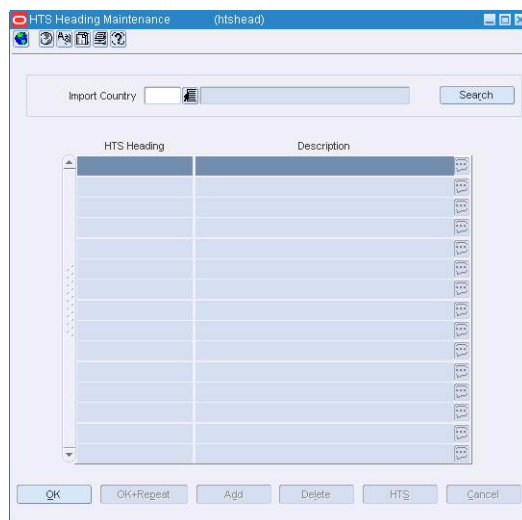 HTS Heading Maintenance (htshead)
Import Country Search
HTS Heading Description
OK OK+Repeat Add Delete HTS Cancel